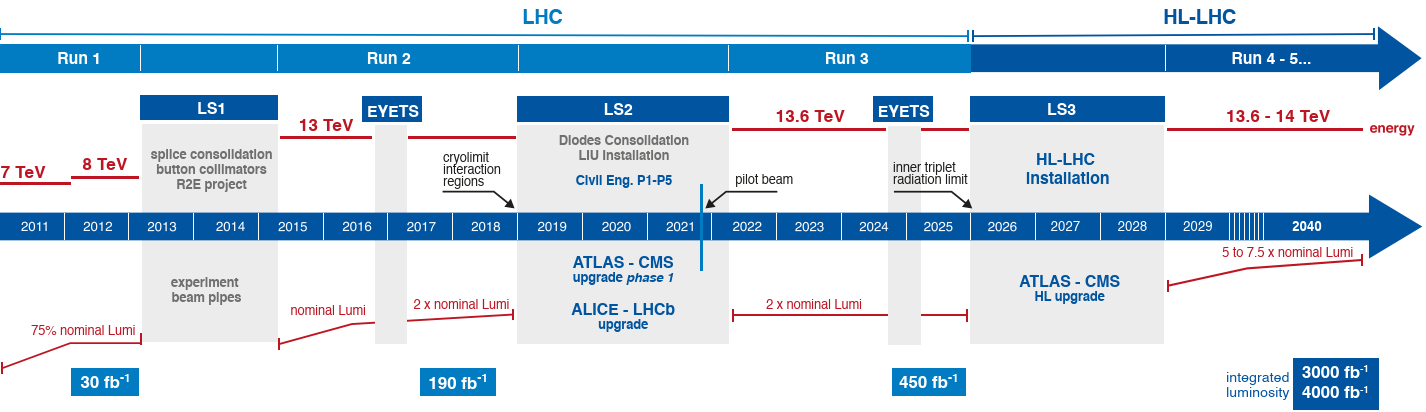 LHC
HL-LHC
Run 1
Run 2
Run 3
Run 4 - 5...
LS1
EYETS
LS2
EYETS
LS3
7 TeV
8 TeV
13 TeV
13.6 TeV
13.6 - 14 TeV
energy
splice consolidation
button collimators
R2E project
cryolimit
interaction
regions
Diodes Consolidation
LIU Installation
Civil Eng. P1-P5
pilot beam
inner triplet
radiation limit
HL-LHC
installation
2011
2012
2013
2014
2015
2016
2017
2018
2019
2020
2021
2022
2023
2024
2025
2026
2027
2028
2029
2040
experiment
beam pipes
ATLAS - CMS
upgrade phase 1
ALICE - LHCb
upgrade
ATLAS - CMS
HL upgrade
75% nominal Lumi
nominal Lumi
2 x nominal Lumi
2 x nominal Lumi
5 to 7.5 x nominal Lumi
30 fb-1
190 fb-1
450 fb-1
integrated
luminosity
3000 fb-1
4000 fb-1